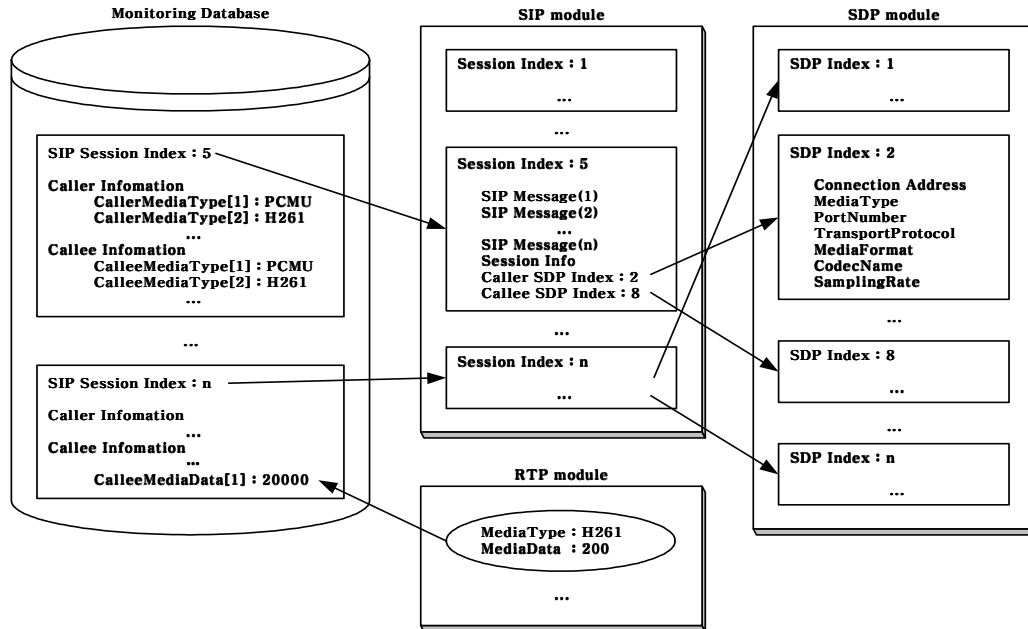 Monitoring Database
SIP Session Index : 5
Caller Infomation
CallerMediaType[1] : PCMU
CallerMediaType[2] : H261
...
Callee Infomation
CalleeMediaType[1] : PCMU
CalleeMediaType[2] : H261
...
...
SIP Session Index : n
Caller Infomation
...
Callee Infomation
...
CalleeMediaData[1] : 20000
SIP module
Session Index : 1
...
...
Session Index : 5
SIP Message(1)
SIP Message(2)
...
SIP Message(n)
Session Info
Caller SDP Index : 2
Callee SDP Index : 8
...
Session Index : n
...
RTP module
MediaType : H261
MediaData : 200
...
SDP module
SDP Index : 1
...
SDP Index : 2
Connection Address
MediaType
PortNumber
TransportProtocol
MediaFormat
CodecName
SamplingRate
...
SDP Index : 8
...
...
SDP Index : n
...